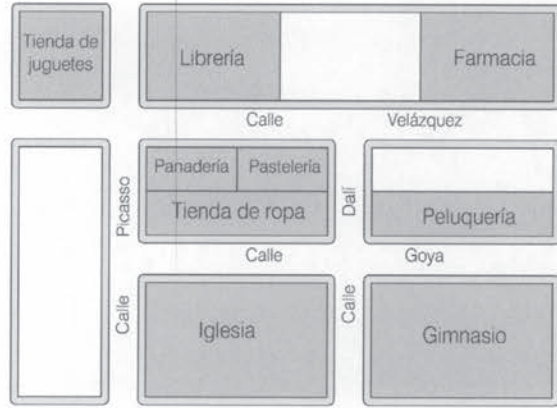 Tienda de
juguetes
Librería
Farmacia
Calle Velázquez
Panadería Pastelería
Tienda de ropa
Peluquería
Calle Picasso
Calle Dalí
Calle Goya
Iglesia
Gimnasio